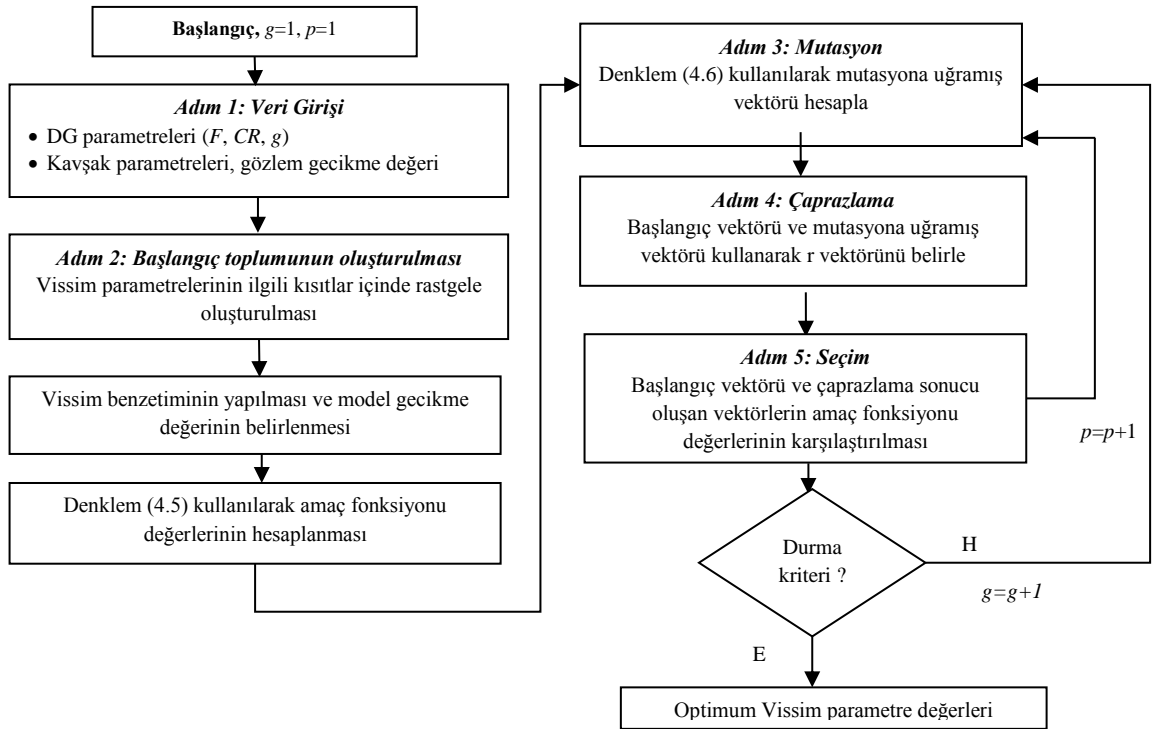 Başlangıç, g=1, p=1
Adım 1: Veri Girişi
• DG parametreleri (F, CR, g)
• Kavşak parametreleri, gözlem gecikme değeri
Adım 2: Başlangıç toplumunun oluşturulması
Vissim parametrelerinin ilgili kısıtlar içinde rastgele
oluşturulması
Vissim benzetiminin yapılması ve model gecikme
değerinin belirlenmesi
Denklem (4.5) kullanılarak amaç fonksiyonu
değerlerinin hesaplanması
Adım 3: Mutasyon
Denklem (4.6) kullanılarak mutasyona uğramış
vektörü hesapla
Adım 4: Çaprazlama
Başlangıç vektörü ve mutasyona uğramış
vektörü kullanarak r vektörünü belirle
Adım 5: Seçim
Başlangıç vektörü ve çaprazlama sonucu
oluşan vektörlerin amaç fonksiyonu
değerlerinin karşılaştırılması
p=p+1
Durma
kriteri ?
H
g=g+1
E
Optimum Vissim parametre değerleri